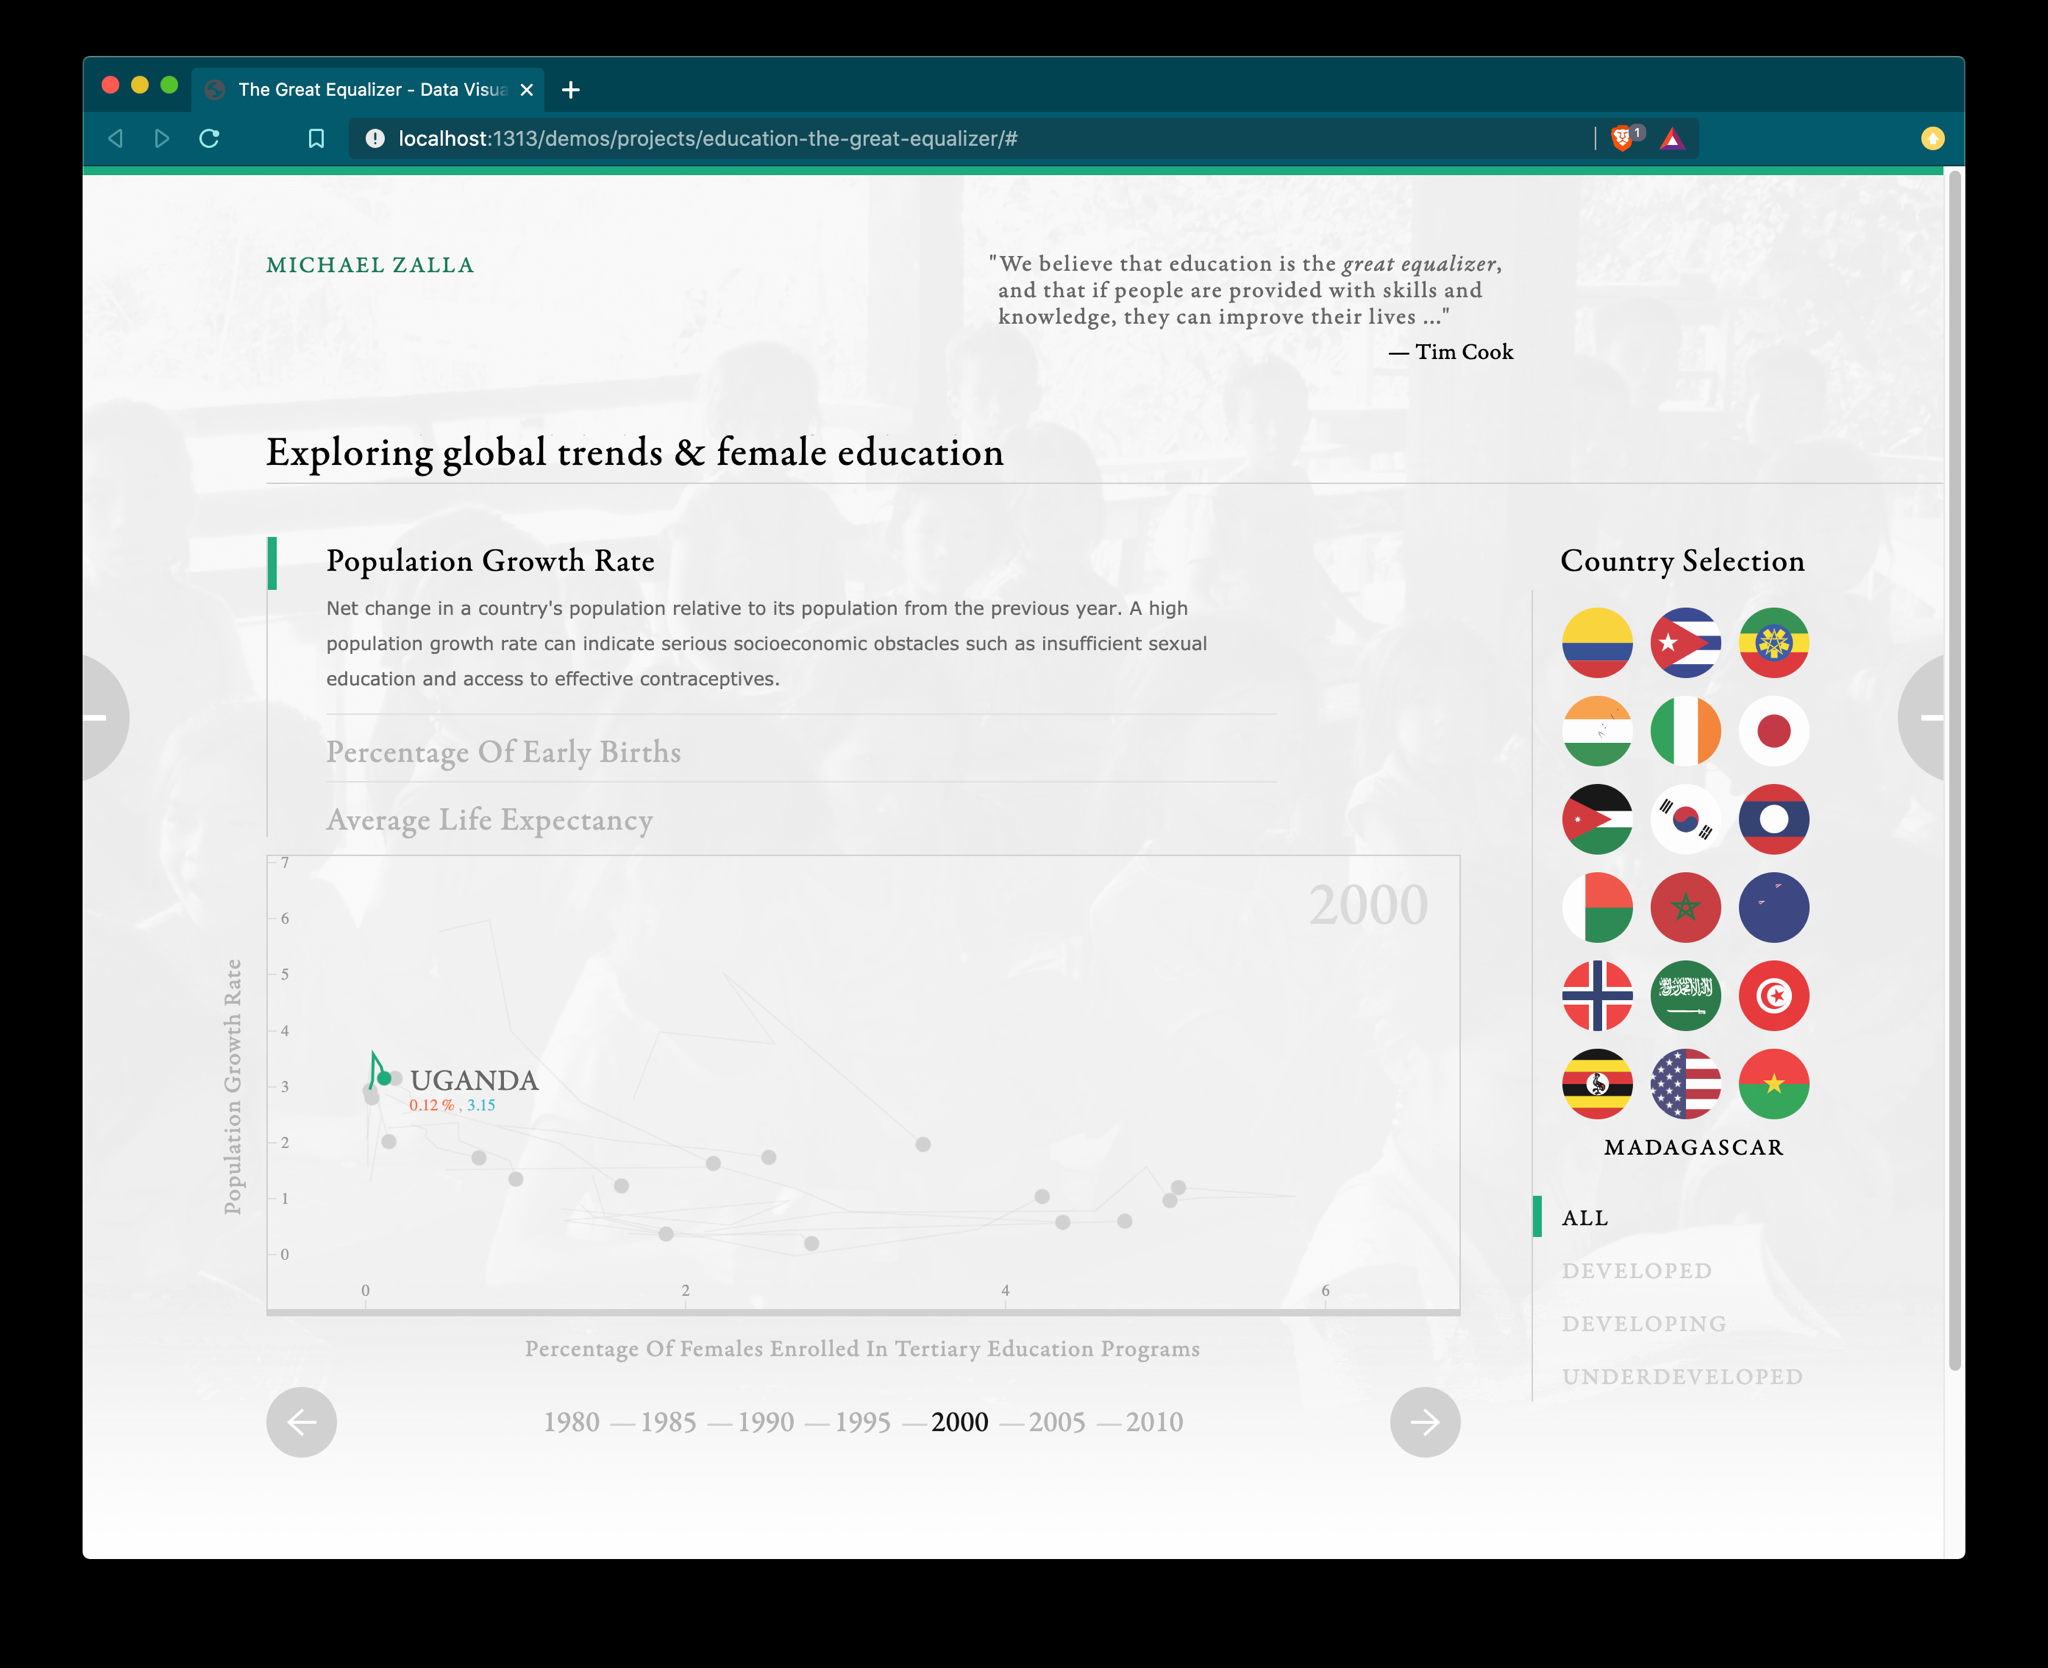 The Great Equalizer - Data Visua
localhost:1313/demos/projects/education-the-great-equalizer/#
1
MICHAEL ZALLA
"We believe that education is the great equalizer,
and that if people are provided with skills and
knowledge, they can improve their lives ..."
— Tim Cook
Exploring global trends & female education
Population Growth Rate
Net change in a country's population relative to its population from the previous year. A high
population growth rate can indicate serious socioeconomic obstacles such as insufficient sexual
education and access to effective contraceptives.
Percentage Of Early Births
Average Life Expectancy
Population Growth Rate
7
6
5
4
3
2
1
0
2000
UGANDA
0.12 % , 3.15
0
2
4
6
Percentage Of Females Enrolled In Tertiary Education Programs
1980 — 1985 — 1990 — 1995 — 2000 — 2005 — 2010
Country Selection
MADAGASCAR
ALL
DEVELOPED
DEVELOPING
UNDERDEVELOPED